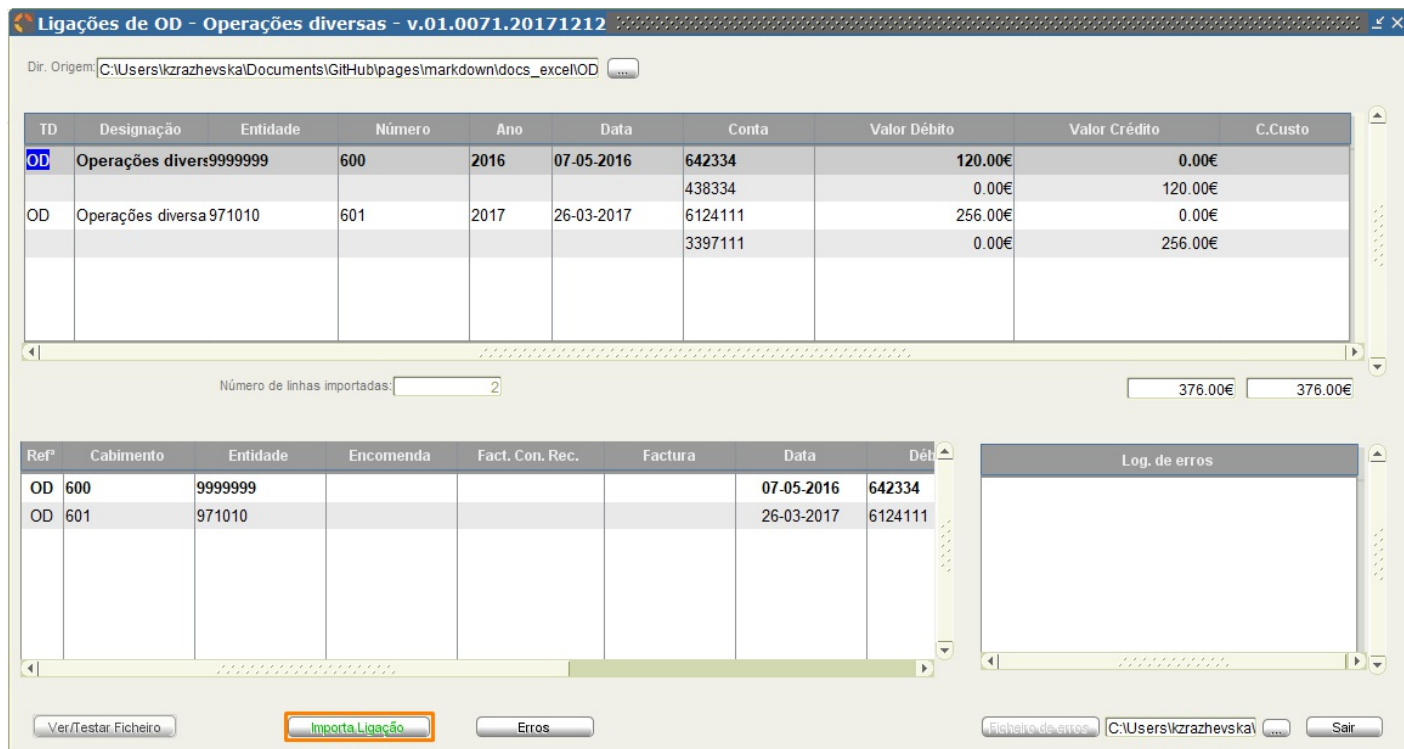 Ligações de OD - Operações diversas - v.01.0071.20171212
Dir. Origem: C:\Users\kzrazhevska\Documents\GitHub\pages\markdown\docs_excel\OD ...
TD Designação Entidade Número Ano Data Conta Valor Débito Valor Crédito C.Custo
OD Operações divers 9999999 600 2016 07-05-2016 642334 120.00€ 0.00€
438334 0.00€ 120.00€
OD Operações diversa 971010 601 2017 26-03-2017 6124111 256.00€ 0.00€
3397111 0.00€ 256.00€
Número de linhas importadas: 2 376.00€ 376.00€
Refª Cabimento Entidade Encomenda Fact. Con. Rec. Factura Data Déb
OD 600 9999999 07-05-2016 642334
OD 601 971010 26-03-2017 6124111
Log. de erros
Ver/Testar Ficheiro Importa Ligação Erros Ficheiro de erros C:\Users\kzrazhevska\ ... Sair